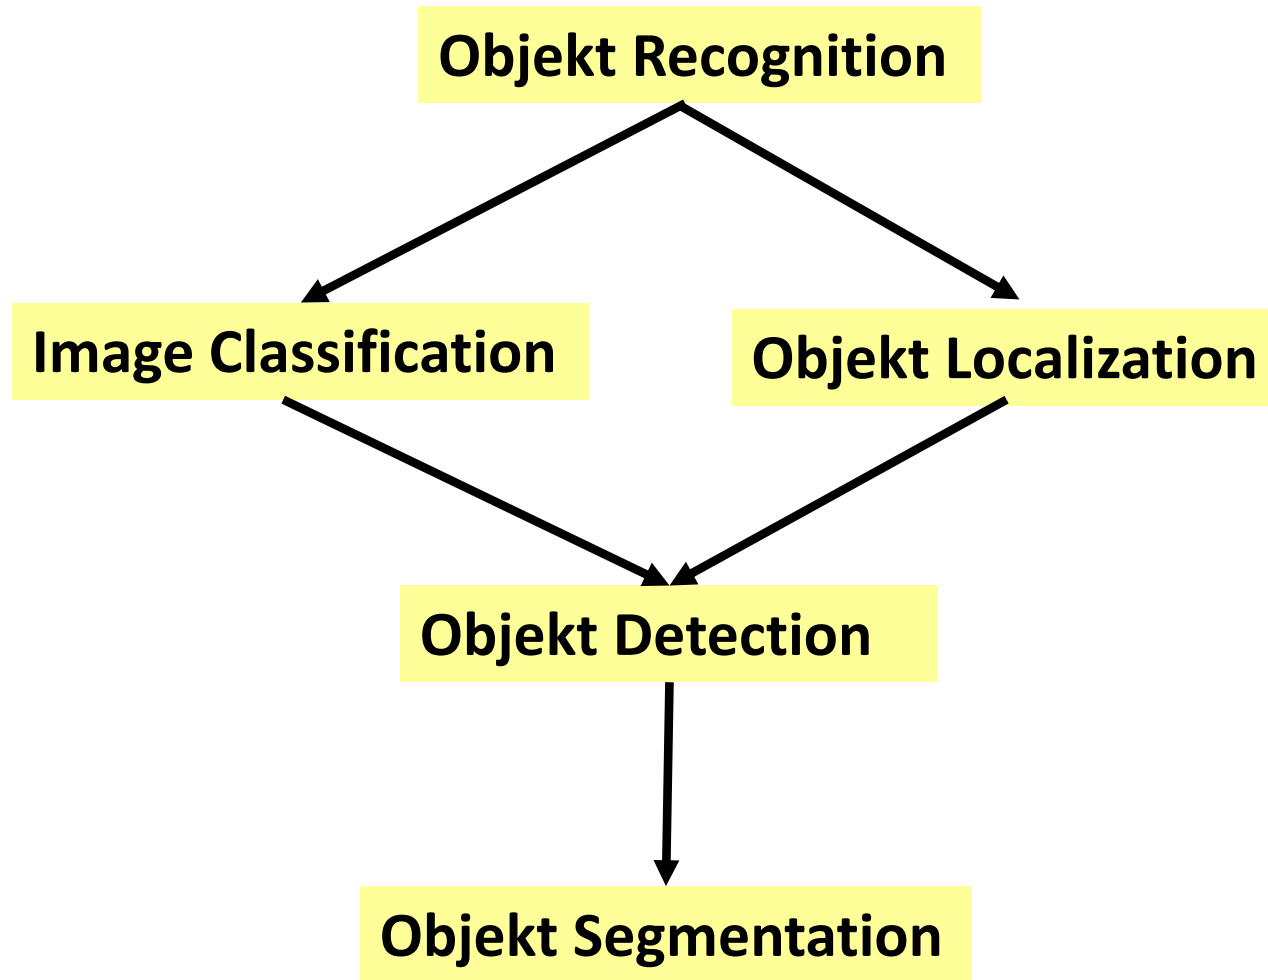 Objekt Recognition
Image Classification
Objekt Localization
Objekt Detection
Objekt Segmentation